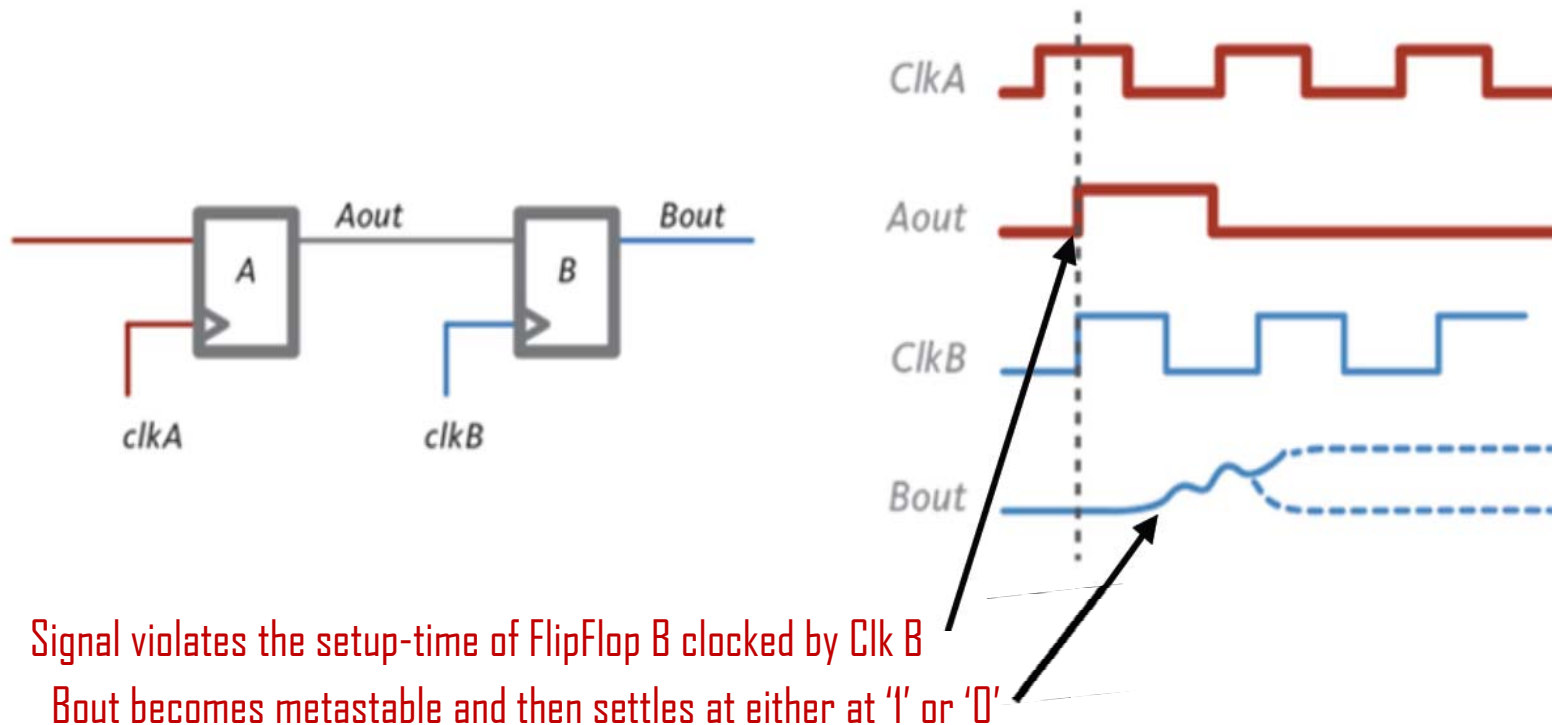 ClkA
Aout
Aout
Bout
A
B
ClkB
clkA
clkB
Bout
Signal violates the setup-time of FlipFlop B clocked by Clk B
Bout becomes metastable and then settles at either at ‘1’ or ‘0’